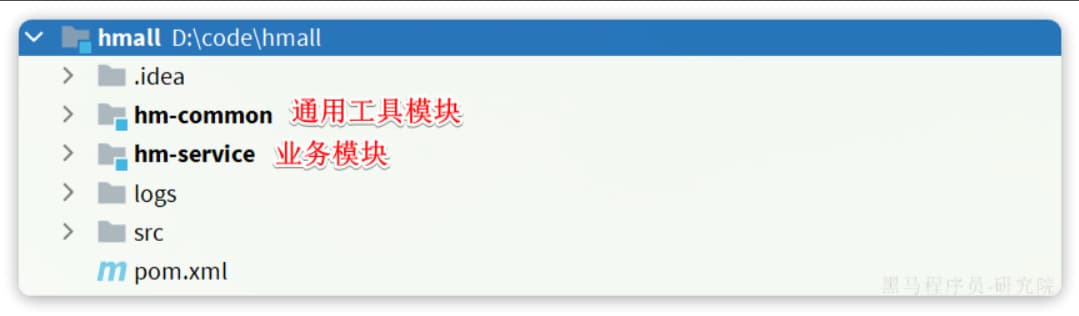 hmall D:\code\hmall
.idea
hm-common 通用工具模块
hm-service 业务模块
logs
src
pom.xml
黑马程序员-研究院